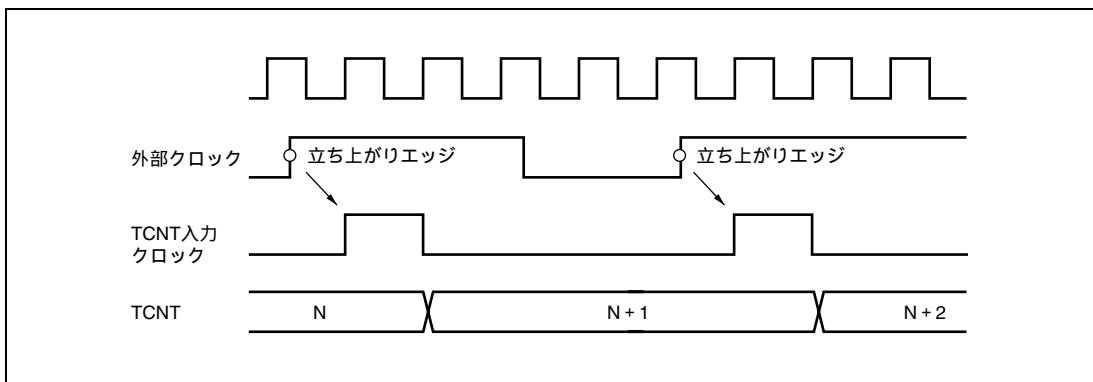 外部クロック
立ち上がりエッジ
立ち上がりエッジ
TCNT入力
クロック
TCNT
N
N + 1
N + 2